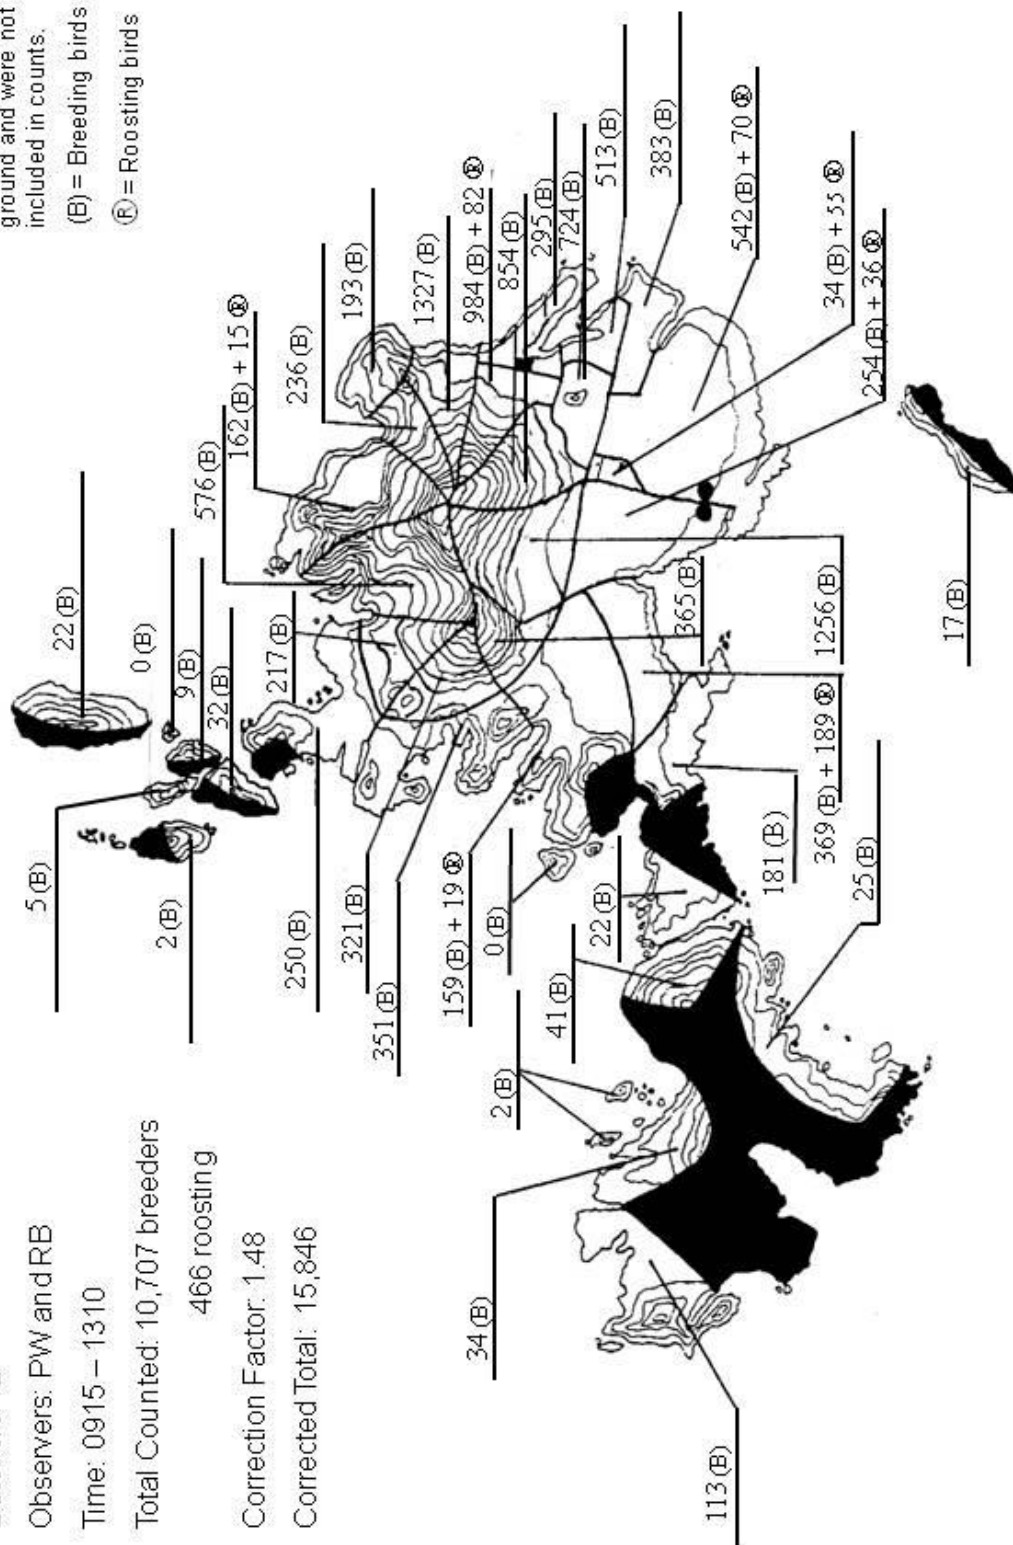 Observers: PW and RB
Time: 0915 – 1310
Total Counted: 10,707 breeders
466 roosting
Correction Factor: 1.48
Corrected Total: 15,846
ground and were not
included in counts.
(B) = Breeding birds
Ⓡ = Roosting birds
22 (B)
0 (B)
9 (B)
32 (B)
5 (B)
2 (B)
250 (B)
217 (B)
576 (B)
162 (B) + 15 Ⓡ
236 (B)
193 (B)
1327 (B)
984 (B) + 82 Ⓡ
854 (B)
295 (B)
724 (B)
513 (B)
383 (B)
542 (B) + 70 Ⓡ
34 (B) + 55 Ⓡ
254 (B) + 36 Ⓡ
321 (B)
351 (B)
159 (B) + 19 Ⓡ
0 (B)
2 (B)
41 (B)
22 (B)
365 (B)
1256 (B)
369 (B) + 189 Ⓡ
181 (B)
25 (B)
17 (B)
34 (B)
113 (B)